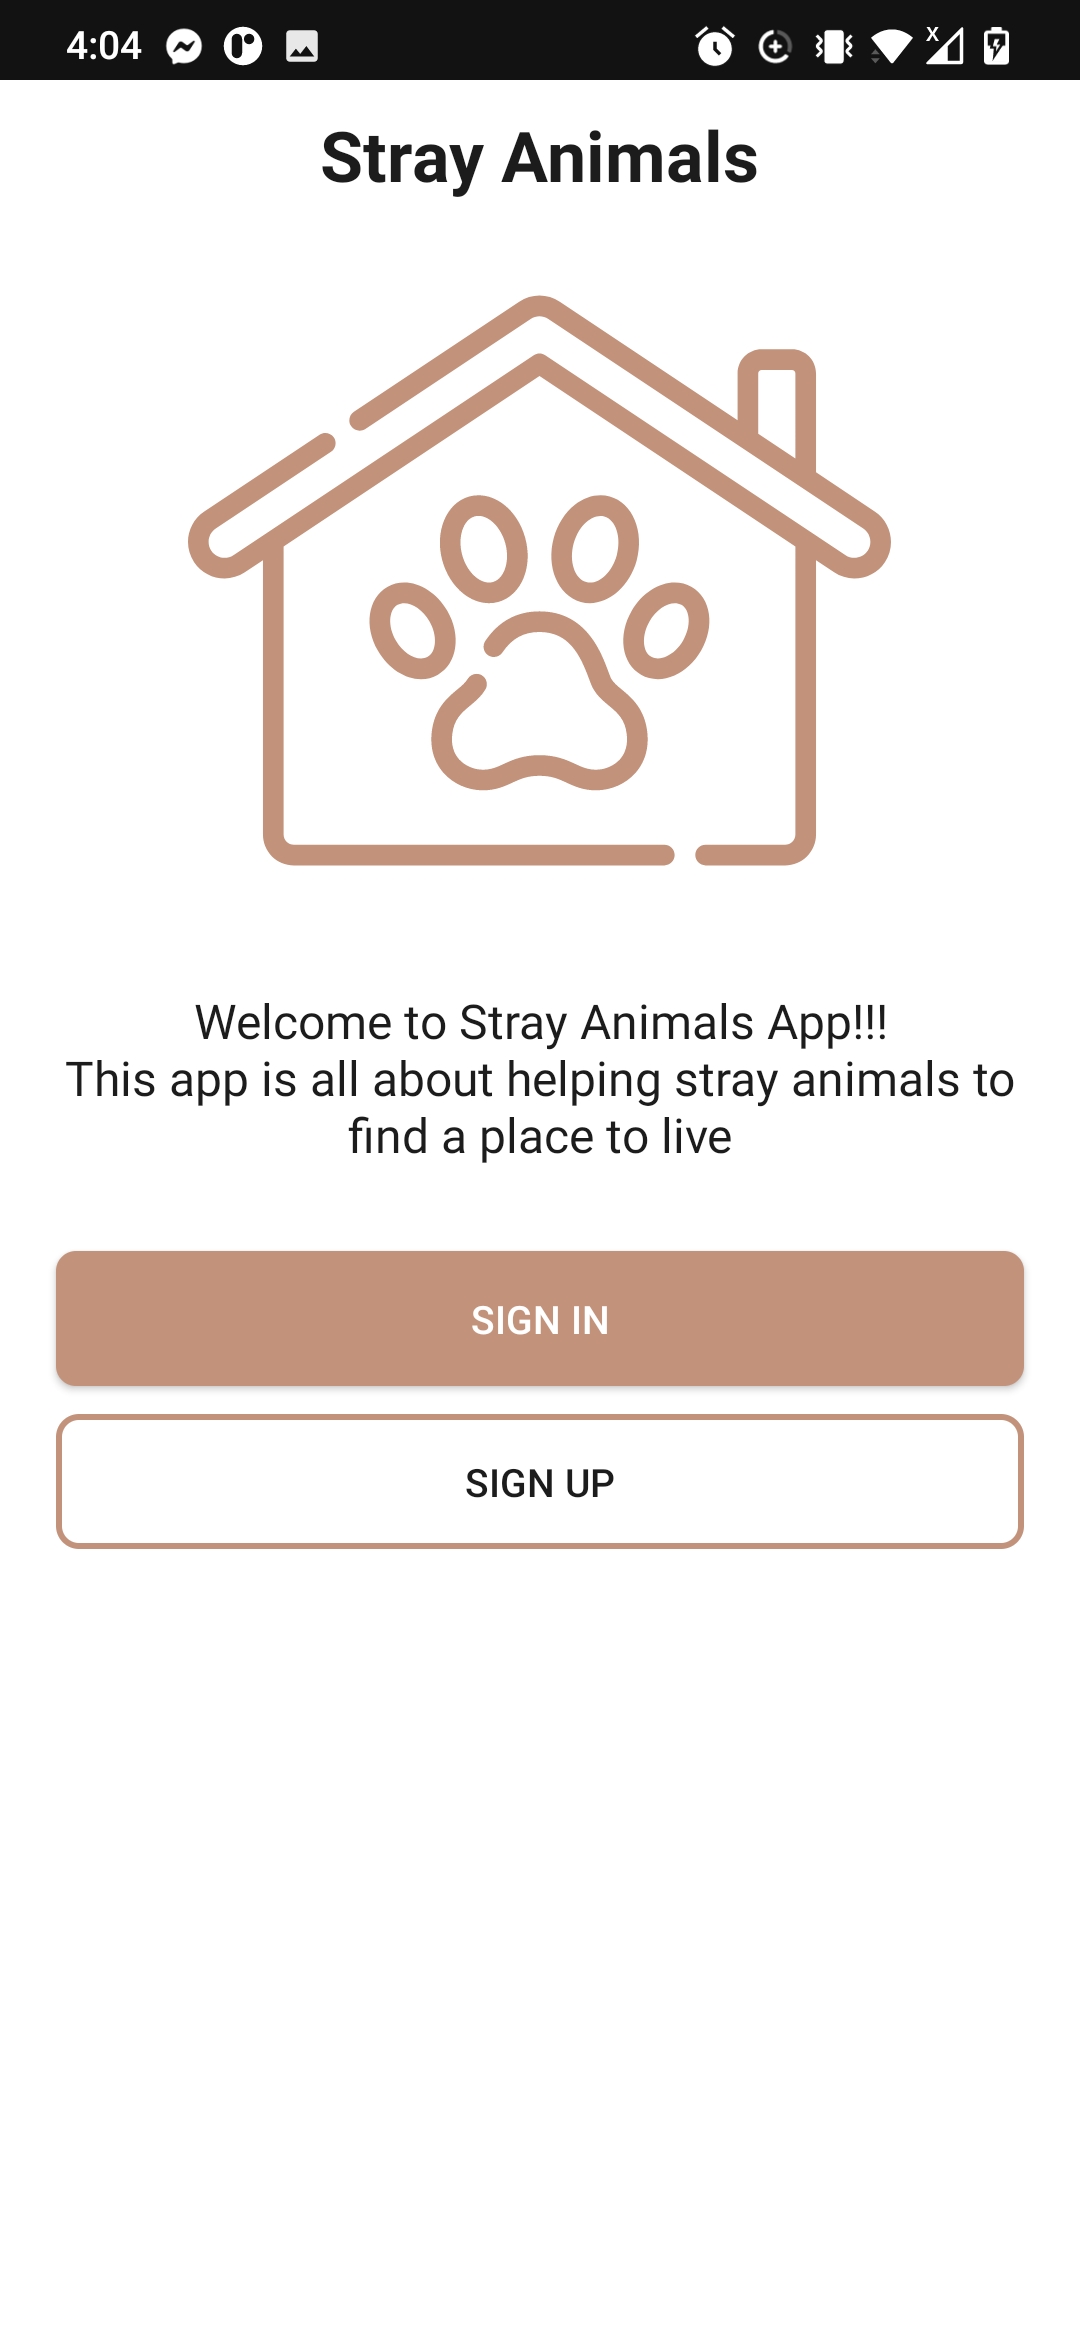 4:04
Stray Animals
Welcome to Stray Animals App!!!
This app is all about helping stray animals to
find a place to live
SIGN IN
SIGN UP